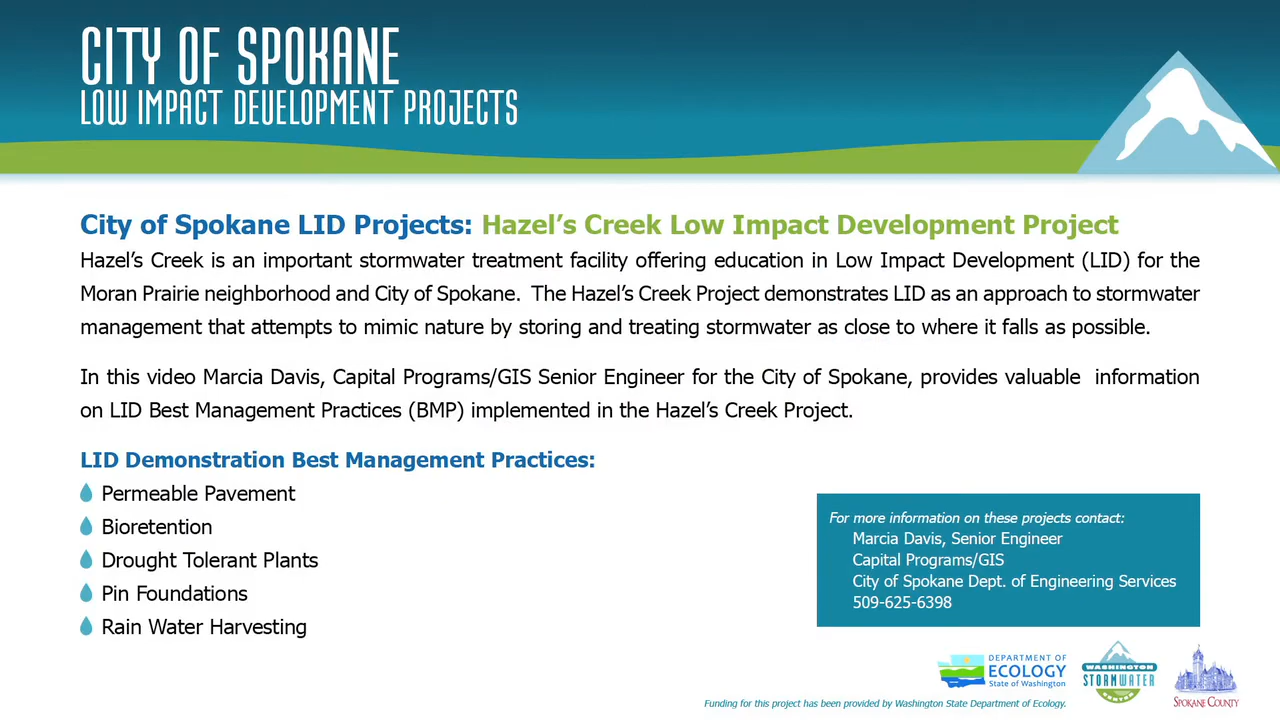 CITY OF SPOKANE
LOW IMPACT DEVELOPMENT PROJECTS
City of Spokane LID Projects: Hazel’s Creek Low Impact Development Project
Hazel’s Creek is an important stormwater treatment facility offering education in Low Impact Development (LID) for the
Moran Prairie neighborhood and City of Spokane. The Hazel’s Creek Project demonstrates LID as an approach to stormwater
management that attempts to mimic nature by storing and treating stormwater as close to where it falls as possible.
In this video Marcia Davis, Capital Programs/GIS Senior Engineer for the City of Spokane, provides valuable information
on LID Best Management Practices (BMP) implemented in the Hazel’s Creek Project.
LID Demonstration Best Management Practices:
Permeable Pavement
Bioretention
Drought Tolerant Plants
Pin Foundations
Rain Water Harvesting
For more information on these projects contact:
Marcia Davis, Senior Engineer
Capital Programs/GIS
City of Spokane Dept. of Engineering Services
509-625-6398
DEPARTMENT OF
ECOLOGY
State of Washington
WASHINGTON
STORMWATER
CENTER
SPOKANE COUNTY
Funding for this project has been provided by Washington State Department of Ecology.